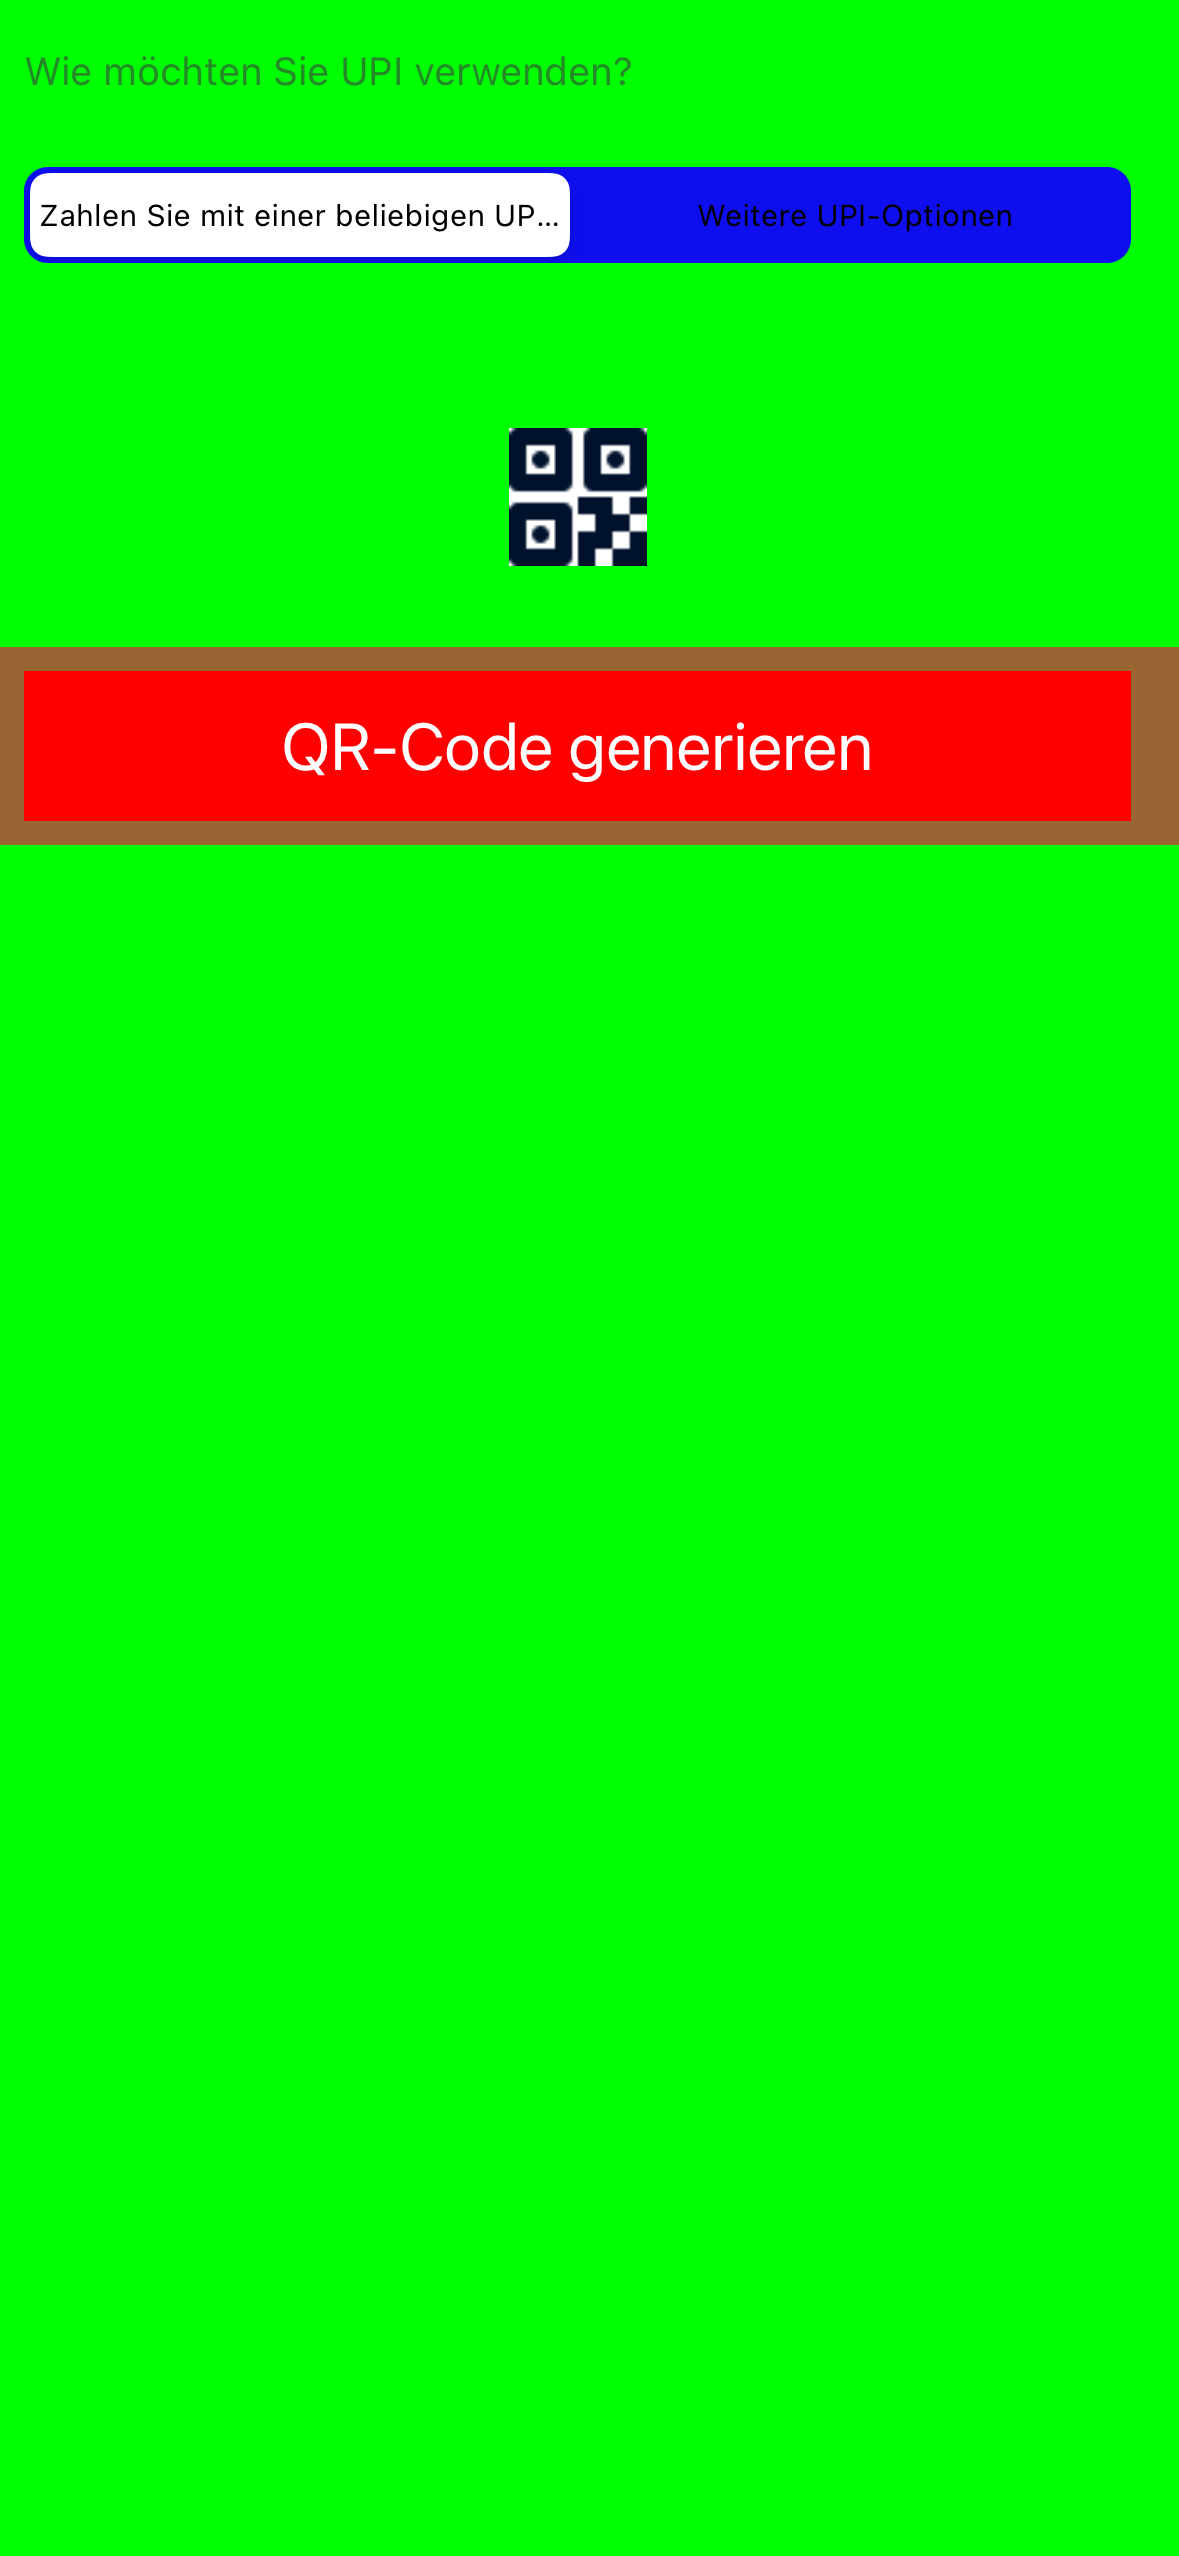 Wie möchten Sie UPI verwenden?
Zahlen Sie mit einer beliebigen UP...
Weitere UPI-Optionen
QR-Code generieren